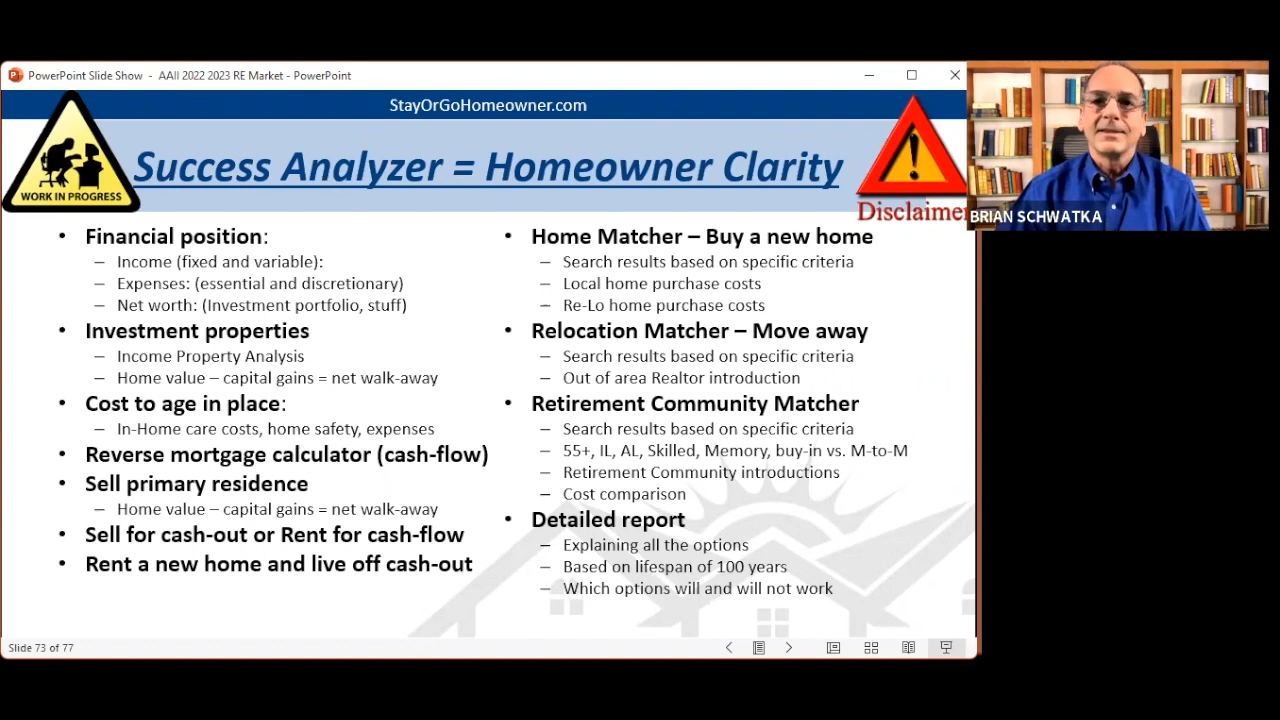 PowerPoint Slide Show - AAII 2022 2023 RE Market - PowerPoint
StayOrGoHomeowner.com
WORK IN PROGRESS
Success Analyzer = Homeowner Clarity
Disclaimer
BRIAN SCHWATKA
• Financial position:
– Income (fixed and variable):
– Expenses: (essential and discretionary)
– Net worth: (Investment portfolio, stuff)
• Investment properties
– Income Property Analysis
– Home value – capital gains = net walk-away
• Cost to age in place:
– In-Home care costs, home safety, expenses
• Reverse mortgage calculator (cash-flow)
• Sell primary residence
– Home value – capital gains = net walk-away
• Sell for cash-out or Rent for cash-flow
• Rent a new home and live off cash-out
• Home Matcher – Buy a new home
– Search results based on specific criteria
– Local home purchase costs
– Re-Lo home purchase costs
• Relocation Matcher – Move away
– Search results based on specific criteria
– Out of area Realtor introduction
• Retirement Community Matcher
– Search results based on specific criteria
– 55+, IL, AL, Skilled, Memory, buy-in vs. M-to-M
– Retirement Community introductions
– Cost comparison
• Detailed report
– Explaining all the options
– Based on lifespan of 100 years
– Which options will and will not work
Slide 73 of 77